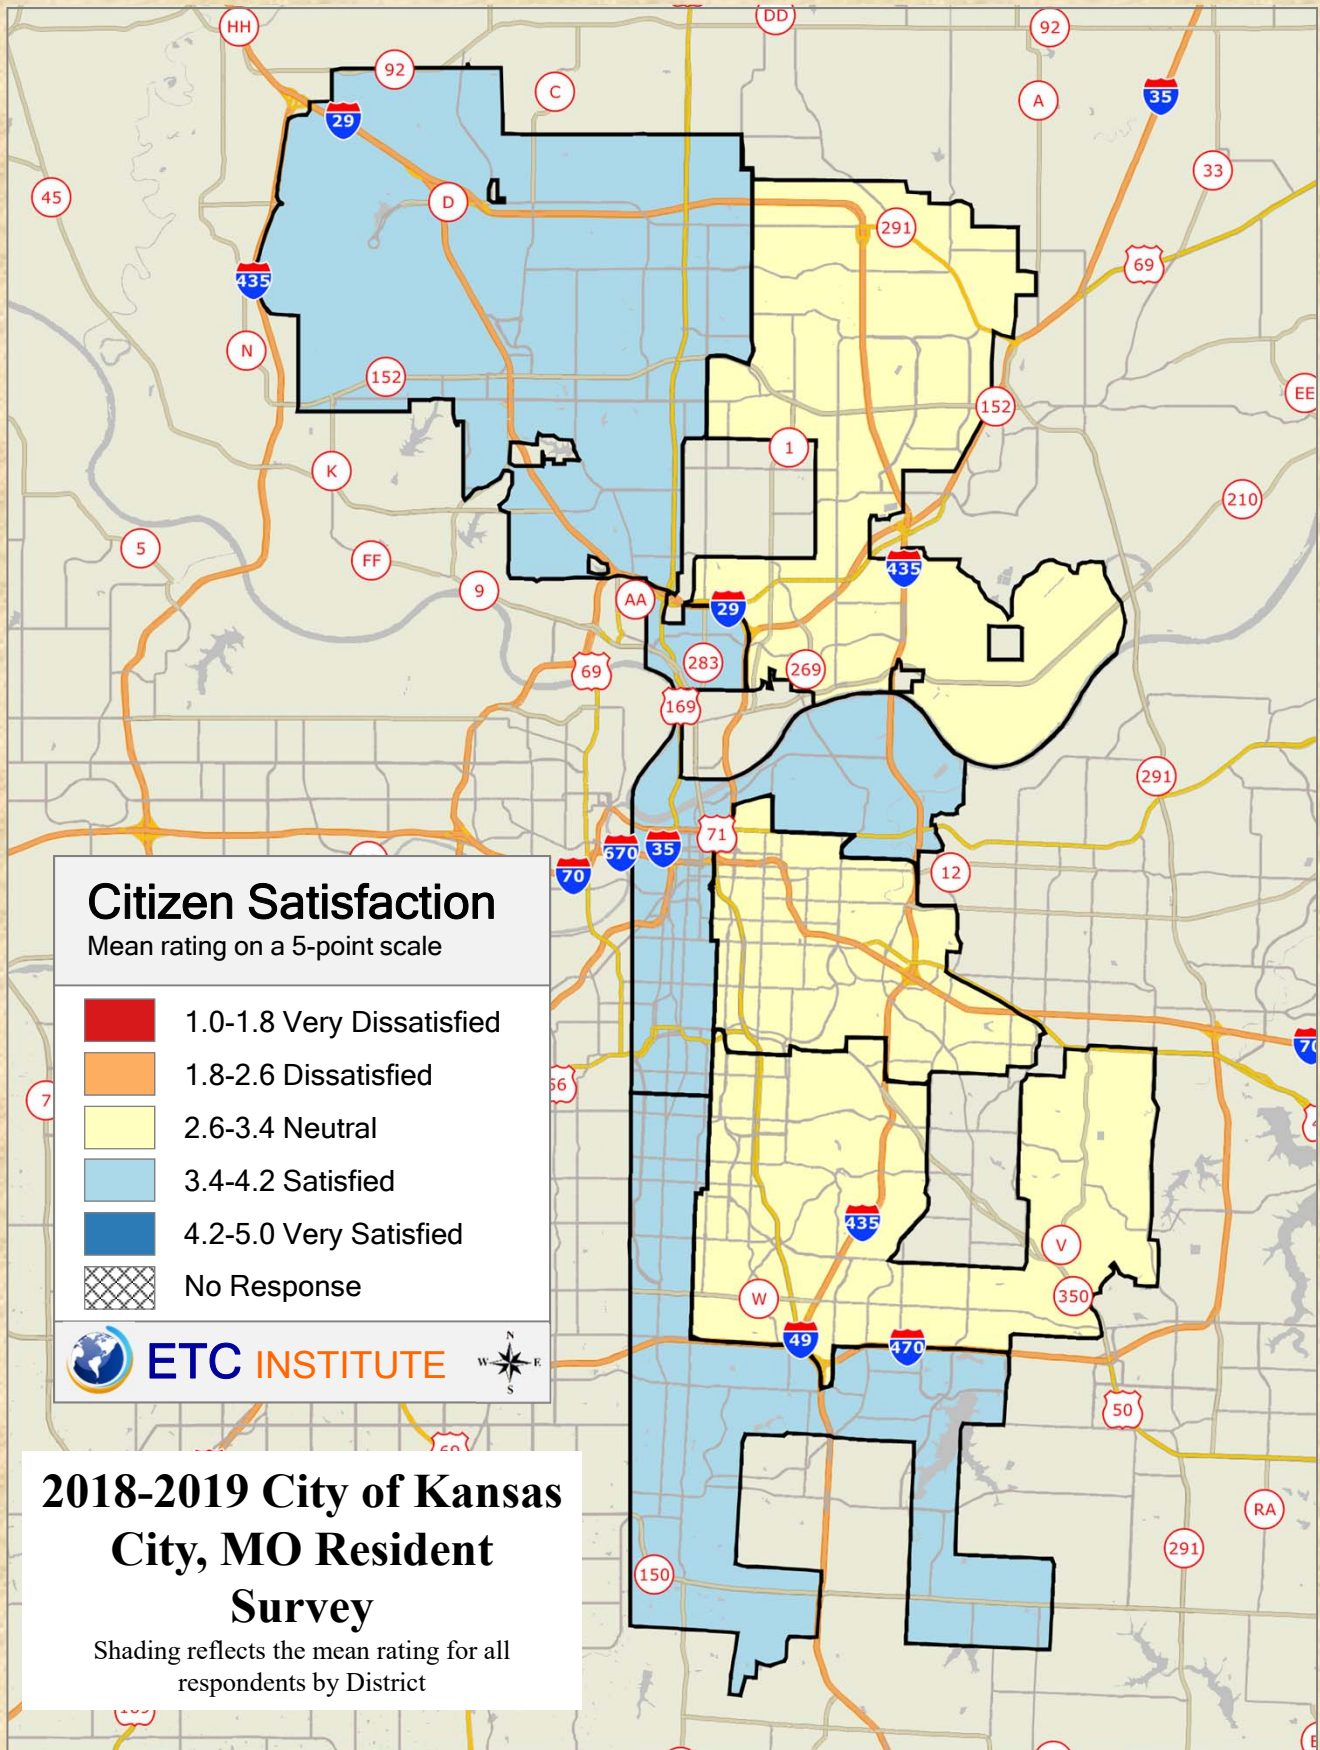 HH
DD
92
92
C
A
29
35
33
45
D
291
69
435
N
152
EE
152
1
K
210
5
FF
435
9
AA
29
283
269
69
169
291
71
670
35
70
12
Citizen Satisfaction
Mean rating on a 5-point scale
1.0-1.8 Very Dissatisfied
1.8-2.6 Dissatisfied
2.6-3.4 Neutral
3.4-4.2 Satisfied
4.2-5.0 Very Satisfied
No Response
ETC INSTITUTE
N
W
E
S
70
7
435
V
W
350
49
470
50
69
2018-2019 City of Kansas
City, MO Resident
Survey
Shading reflects the mean rating for all
respondents by District
RA
291
150